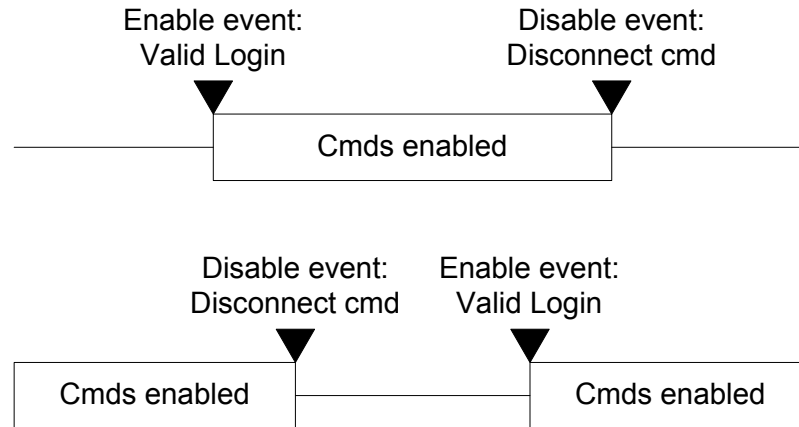 Enable event:
Valid Login
Disable event:
Disconnect cmd
Cmds enabled
Disable event:
Disconnect cmd
Enable event:
Valid Login
Cmds enabled
Cmds enabled